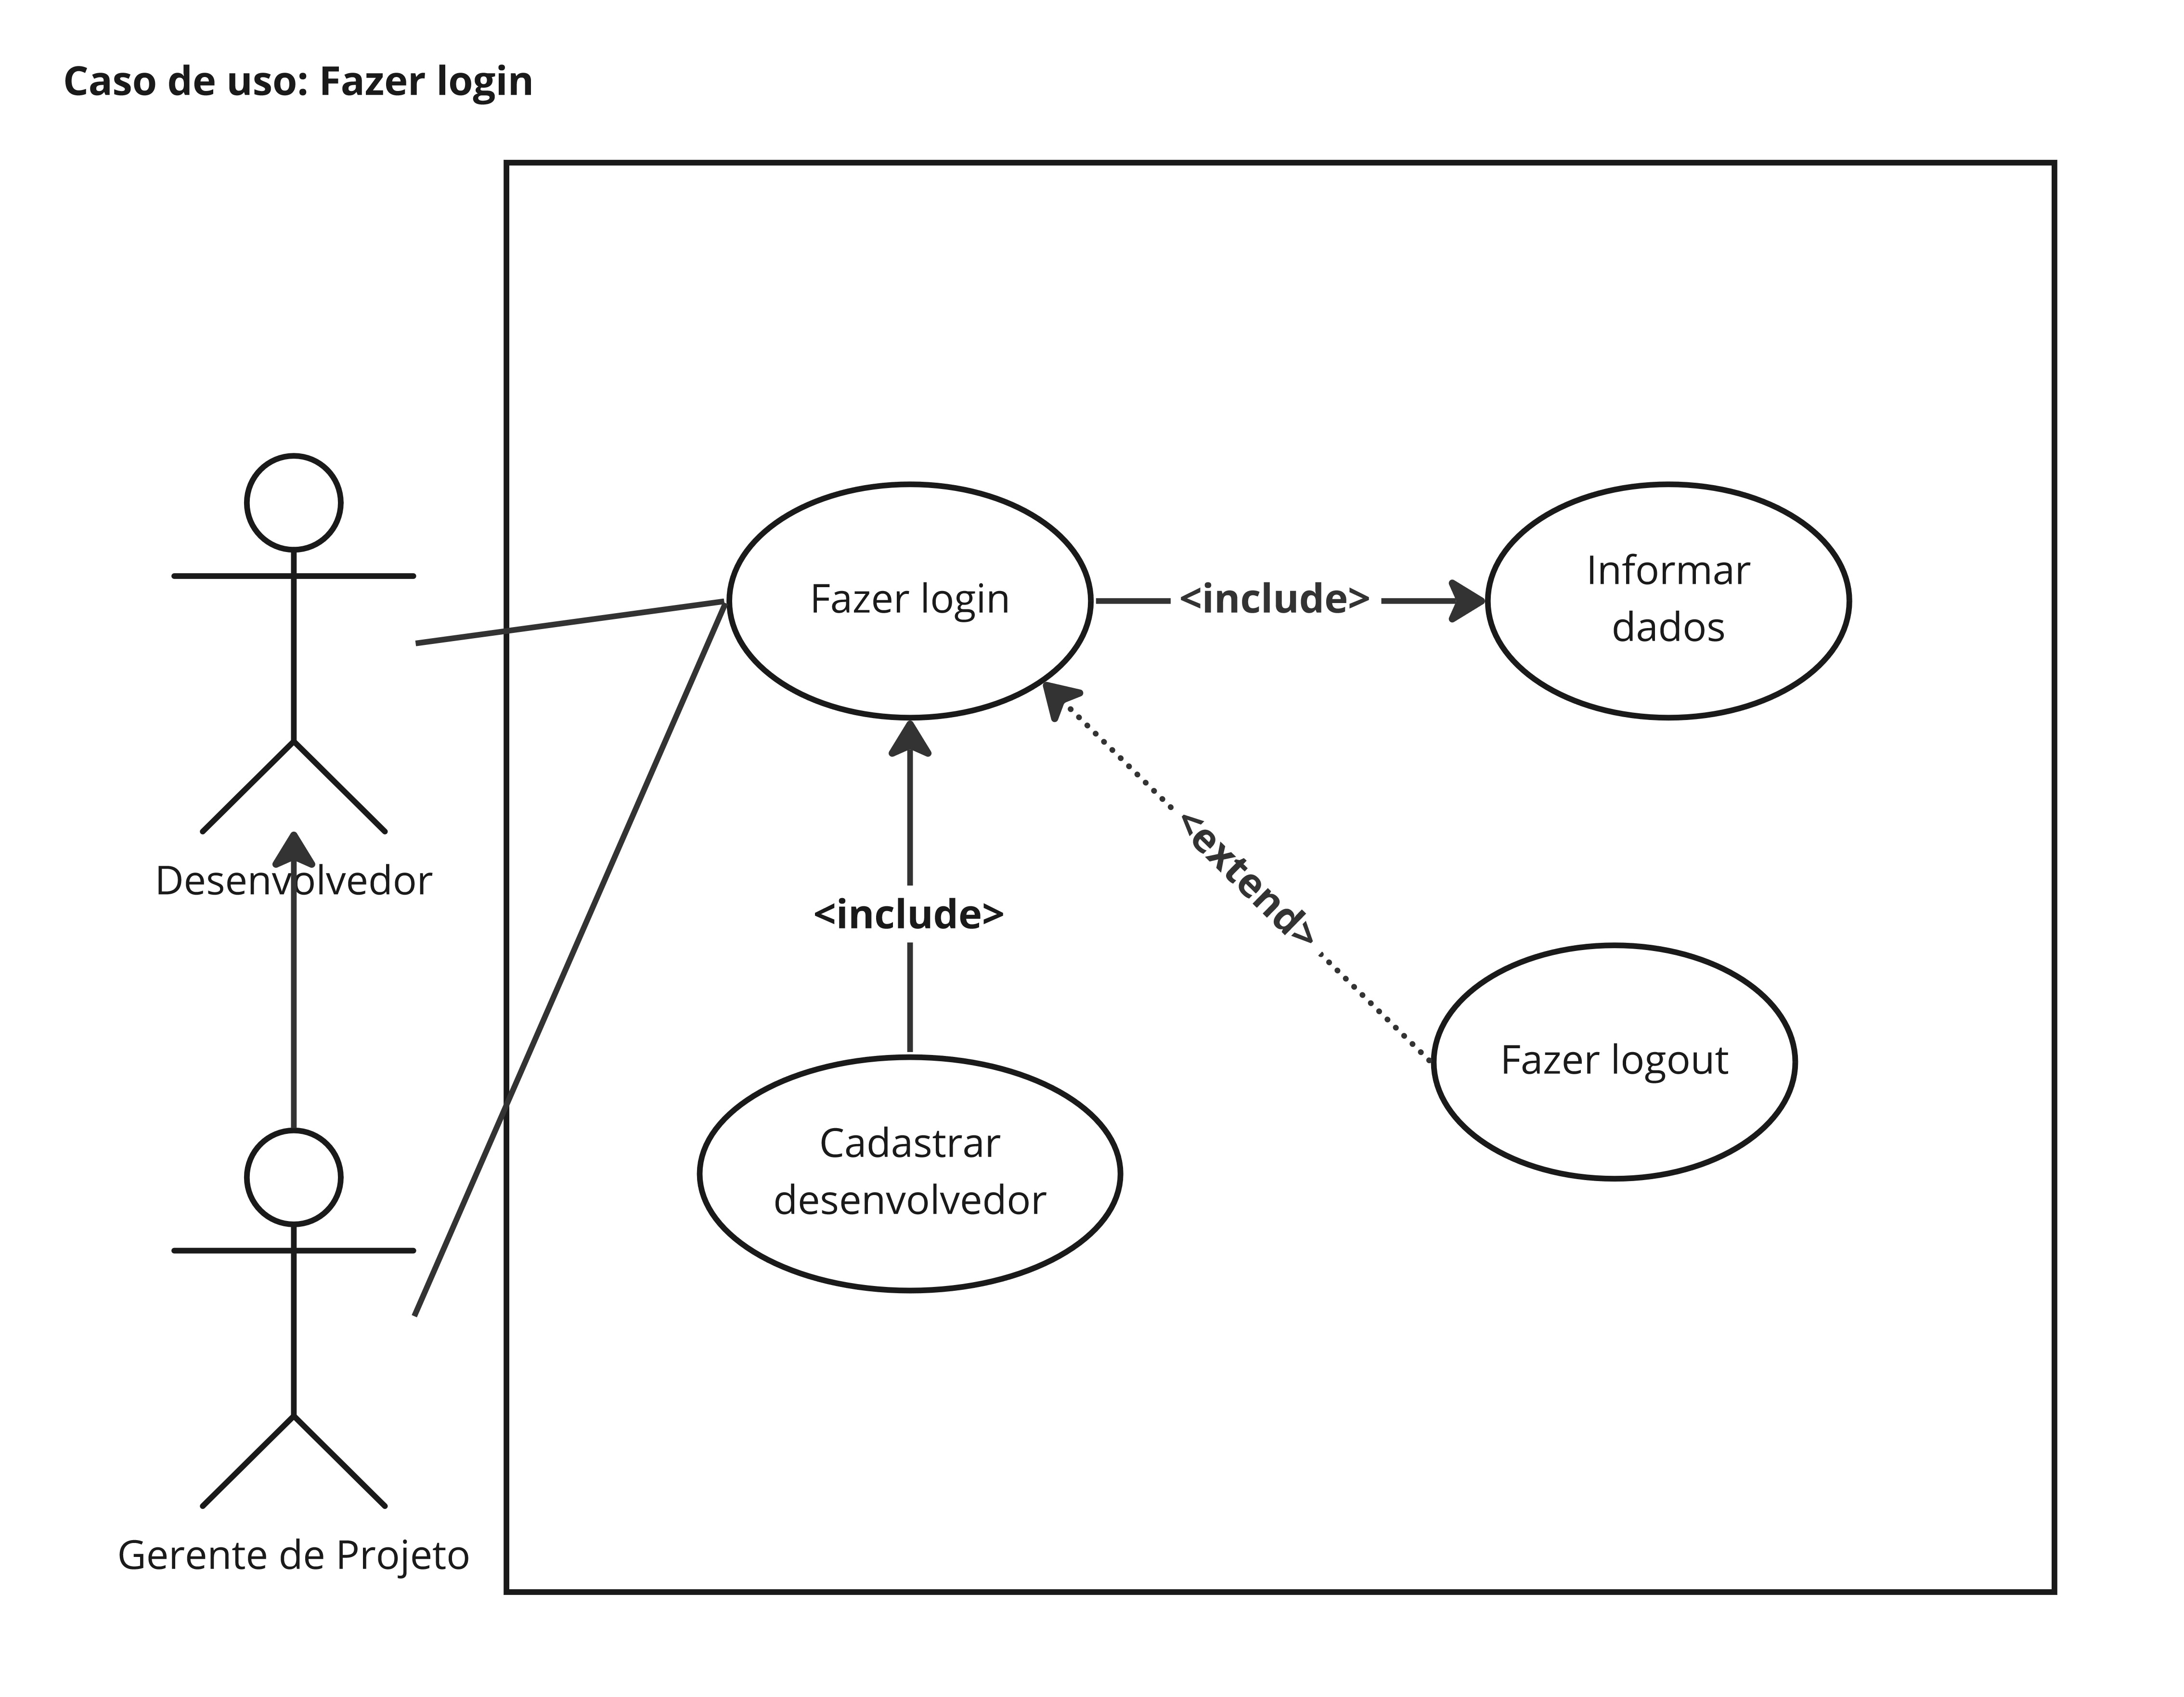 Caso de uso: Fazer login
Fazer login
<include>
Informar
dados
Desenvolvedor
<include>
<extend>
Fazer logout
Cadastrar
desenvolvedor
Gerente de Projeto